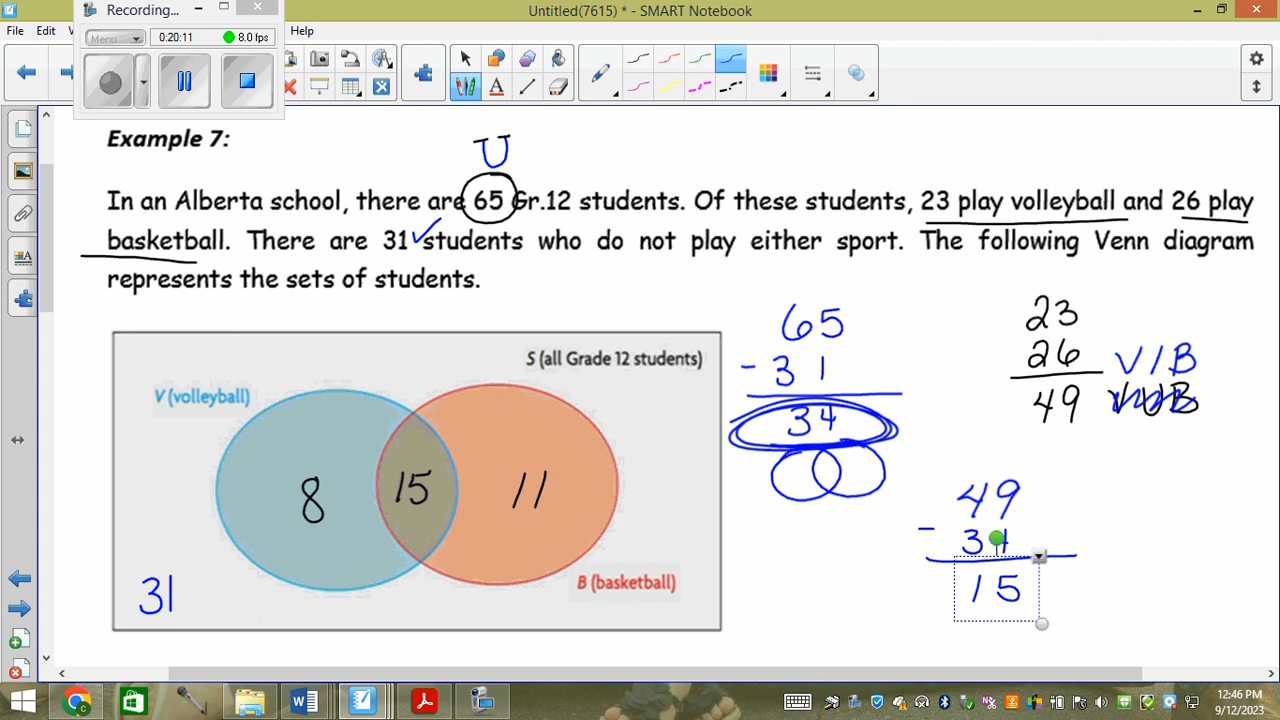 Recording...
Untitled(7615) * - SMART Notebook
Menu
0:20:11
8.0 fps
File
Edit
Help
Example 7:
U
In an Alberta school, there are 65 Gr.12 students. Of these students, 23 play volleyball and 26 play
basketball. There are 31 students who do not play either sport. The following Venn diagram
represents the sets of students.
S (all Grade 12 students)
V (volleyball)
8
15
11
B (basketball)
31
65
- 31
34
23
26 V/B
49 VUB
49
- 34
15
12:46 PM
9/12/2023